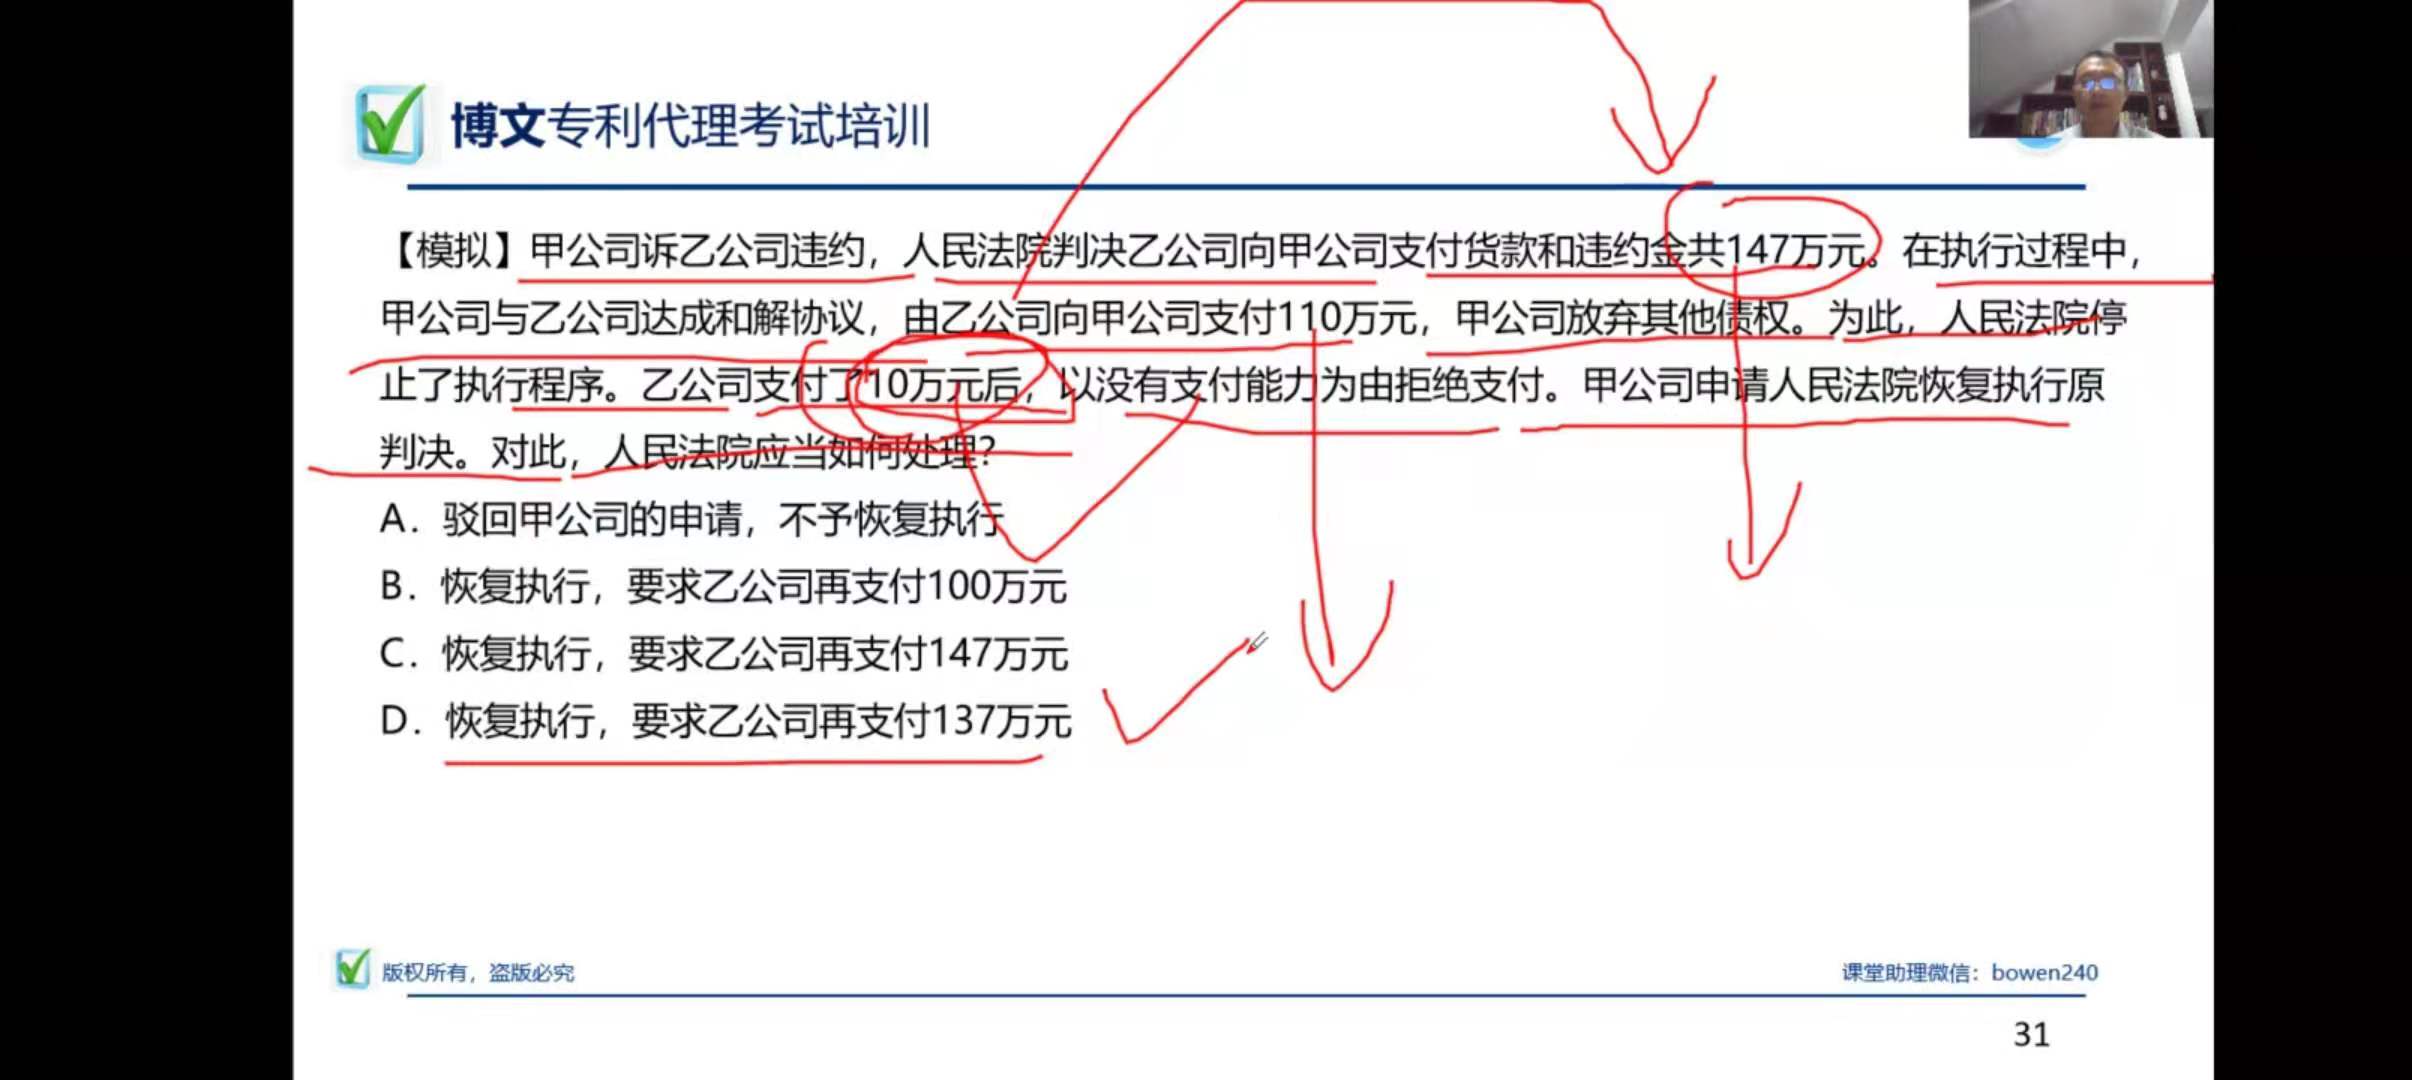 博文专利代理考试培训
【模拟】甲公司诉乙公司违约，人民法院判决乙公司向甲公司支付货款和违约金共147万元。在执行过程中，
甲公司与乙公司达成和解协议，由乙公司向甲公司支付110万元，甲公司放弃其他债权。为此，人民法院停
止了执行程序。乙公司支付了10万元后，以没有支付能力为由拒绝支付。甲公司申请人民法院恢复执行原
判决。对此，人民法院应当如何处理？
A．驳回甲公司的申请，不予恢复执行
B．恢复执行，要求乙公司再支付100万元
C．恢复执行，要求乙公司再支付147万元
D．恢复执行，要求乙公司再支付137万元
版权所有，盗版必究
课堂助理微信：bowen240
31